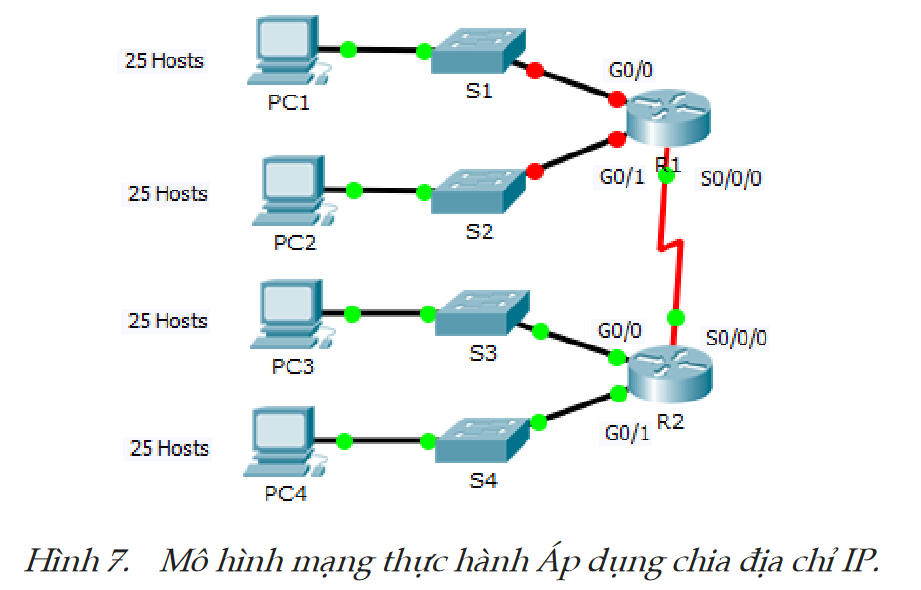 25 Hosts
PC1
S1
G0/0
R1
G0/1
S0/0/0
25 Hosts
PC2
S2
25 Hosts
PC3
S3
G0/0
S0/0/0
R2
G0/1
25 Hosts
PC4
S4
Hình 7. Mô hình mạng thực hành Áp dụng chia địa chỉ IP.